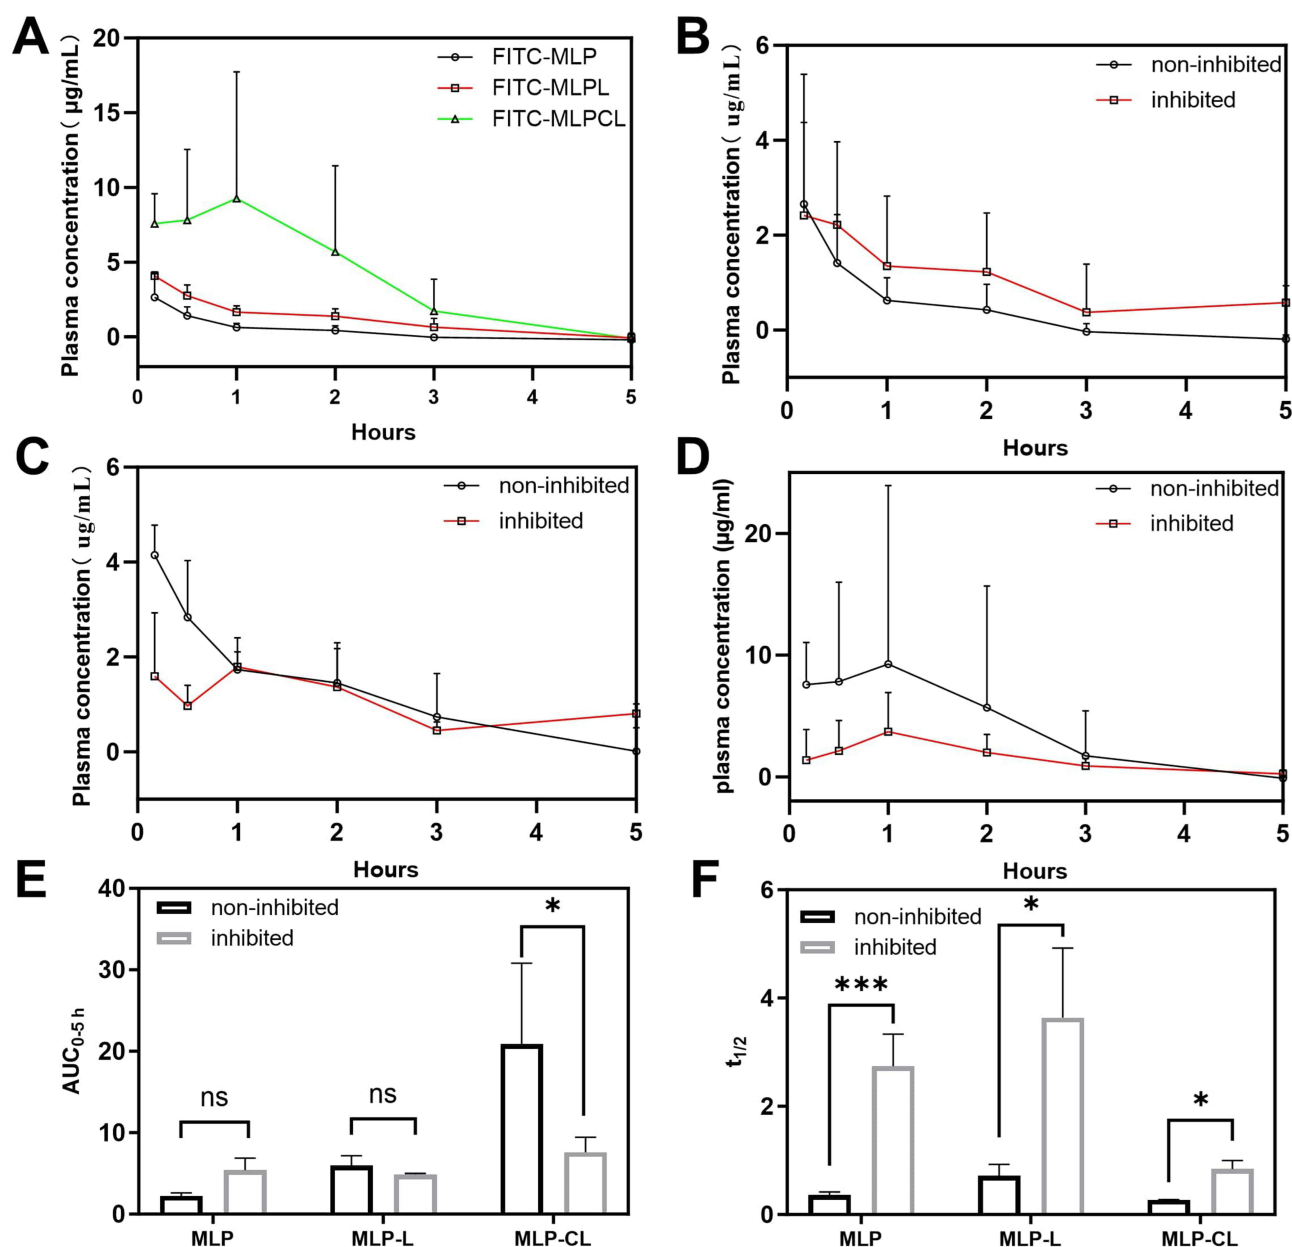 A
Plasma concentration( μg/mL)
20
15
10
5
0
FITC-MLP
FITC-MLPL
FITC-MLPCL
0 1 2 3 4 5
Hours
B
Plasma concentration( ug/mL)
6
4
2
0
non-inhibited
inhibited
0 1 2 3 4 5
Hours
C
Plasma concentration( ug/mL)
6
4
2
0
non-inhibited
inhibited
0 1 2 3 4 5
Hours
D
plasma concentration (μg/ml)
20
10
0
non-inhibited
inhibited
0 1 2 3 4 5
Hours
E
AUC0-5 h
40
30
20
10
0
non-inhibited
inhibited
ns
ns
*
MLP MLP-L MLP-CL
F
t1/2
6
4
2
0
non-inhibited
inhibited
***
*
*
MLP MLP-L MLP-CL